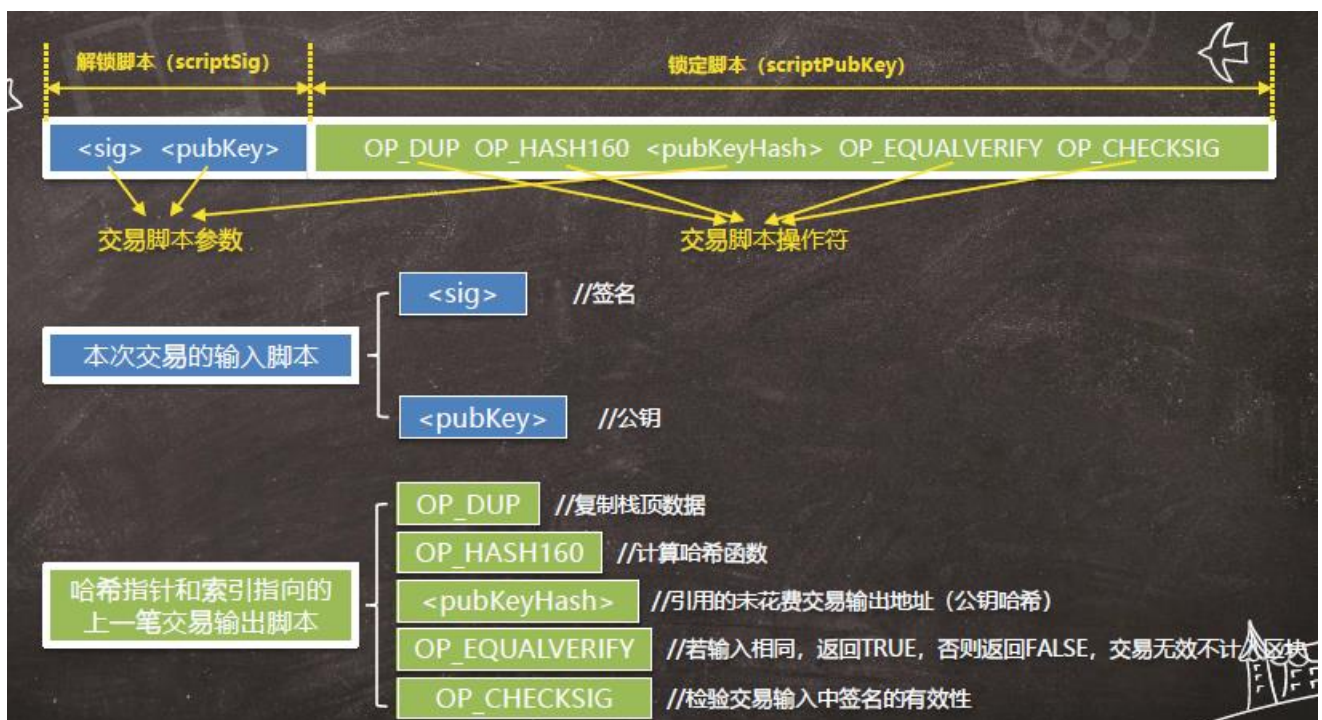 解锁脚本（scriptSig） 锁定脚本（scriptPubKey）
<sig> <pubKey> OP_DUP OP_HASH160 <pubKeyHash> OP_EQUALVERIFY OP_CHECKSIG
交易脚本参数 交易脚本操作符
<sig> //签名
本次交易的输入脚本
<pubKey> //公钥
OP_DUP //复制栈顶数据
OP_HASH160 //计算哈希函数
哈希指针和索引指向的
上一笔交易输出脚本
<pubKeyHash> //引用的未花费交易输出地址（公钥哈希）
OP_EQUALVERIFY //若输入相同，返回TRUE，否则返回FALSE，交易无效不计入区块
OP_CHECKSIG //检验交易输入中签名的有效性